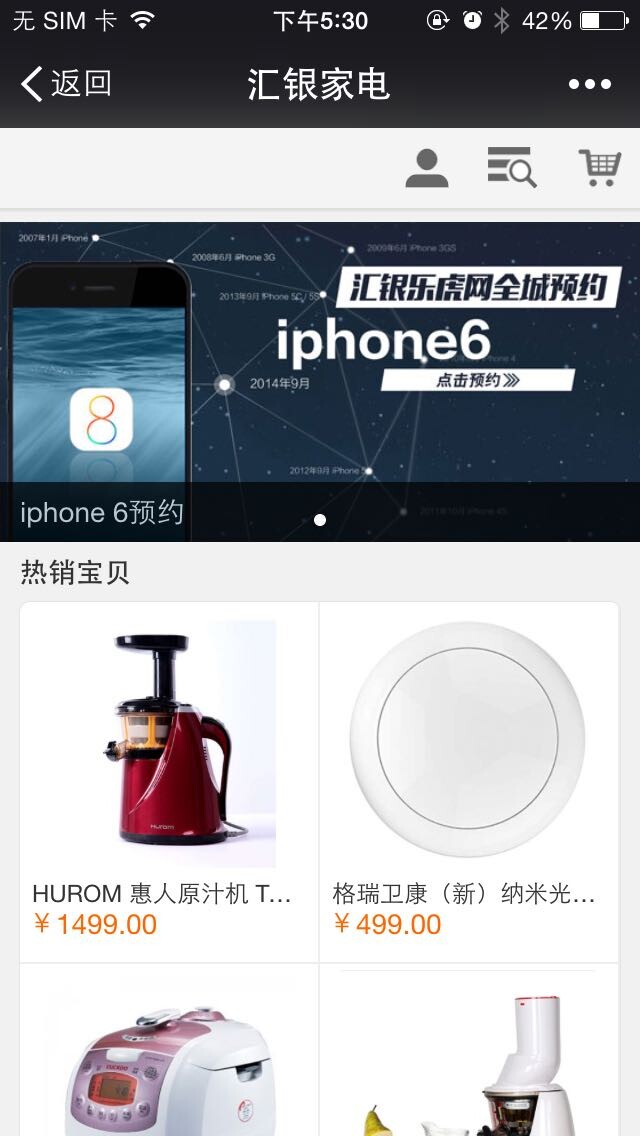 无 SIM 卡
下午5:30
42%
返回
汇银家电
2007年1月 iPhone
2008年6月 iPhone 3G
2009年6月 iPhone 3GS
2013年9月 iPhone 5C / 5S
汇银乐虎网全城预约
iphone6
点击预约
2014年9月
8
2012年9月 iPhone 5
2011年10月 iPhone 4S
iphone 6预约
热销宝贝
HUROM
HUROM 惠人原汁机 T...
￥1499.00
格瑞卫康（新）纳米光...
￥499.00
CUCKOO